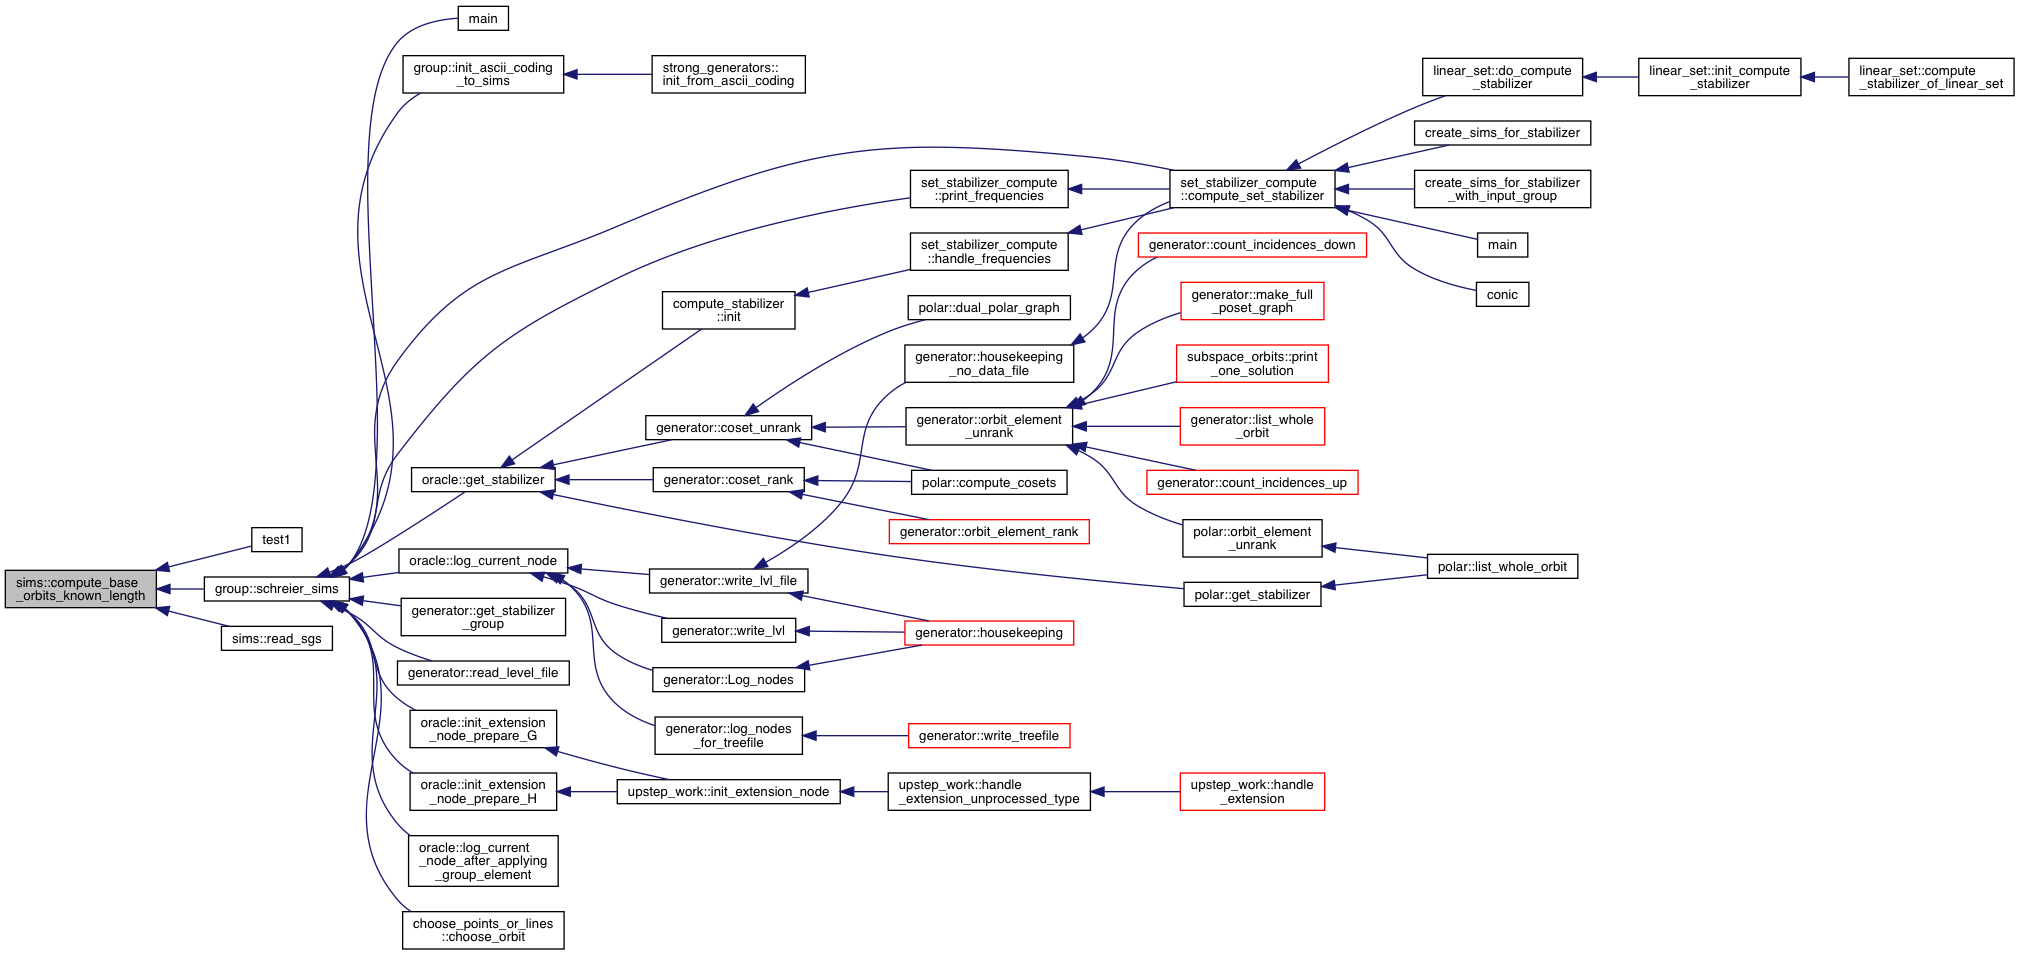 main
group::init_ascii_coding
_to_sims
strong_generators::
init_from_ascii_coding
linear_set::do_compute
_stabilizer
linear_set::init_compute
_stabilizer
linear_set::compute
_stabilizer_of_linear_set
create_sims_for_stabilizer
set_stabilizer_compute
::print_frequencies
set_stabilizer_compute
::compute_set_stabilizer
create_sims_for_stabilizer
_with_input_group
set_stabilizer_compute
::handle_frequencies
generator::count_incidences_down
main
compute_stabilizer
::init
polar::dual_polar_graph
generator::make_full
_poset_graph
conic
generator::housekeeping
_no_data_file
subspace_orbits::print
_one_solution
generator::coset_unrank
generator::orbit_element
_unrank
generator::list_whole
_orbit
oracle::get_stabilizer
generator::coset_rank
polar::compute_cosets
generator::count_incidences_up
generator::orbit_element_rank
polar::orbit_element
_unrank
test1
oracle::log_current_node
polar::list_whole_orbit
sims::compute_base
_orbits_known_length
group::schreier_sims
generator::write_lvl_file
polar::get_stabilizer
generator::get_stabilizer
_group
sims::read_sgs
generator::write_lvl
generator::housekeeping
generator::read_level_file
generator::Log_nodes
oracle::init_extension
_node_prepare_G
generator::log_nodes
_for_treefile
generator::write_treefile
oracle::init_extension
_node_prepare_H
upstep_work::init_extension_node
upstep_work::handle
_extension_unprocessed_type
upstep_work::handle
_extension
oracle::log_current
_node_after_applying
_group_element
choose_points_or_lines
::choose_orbit